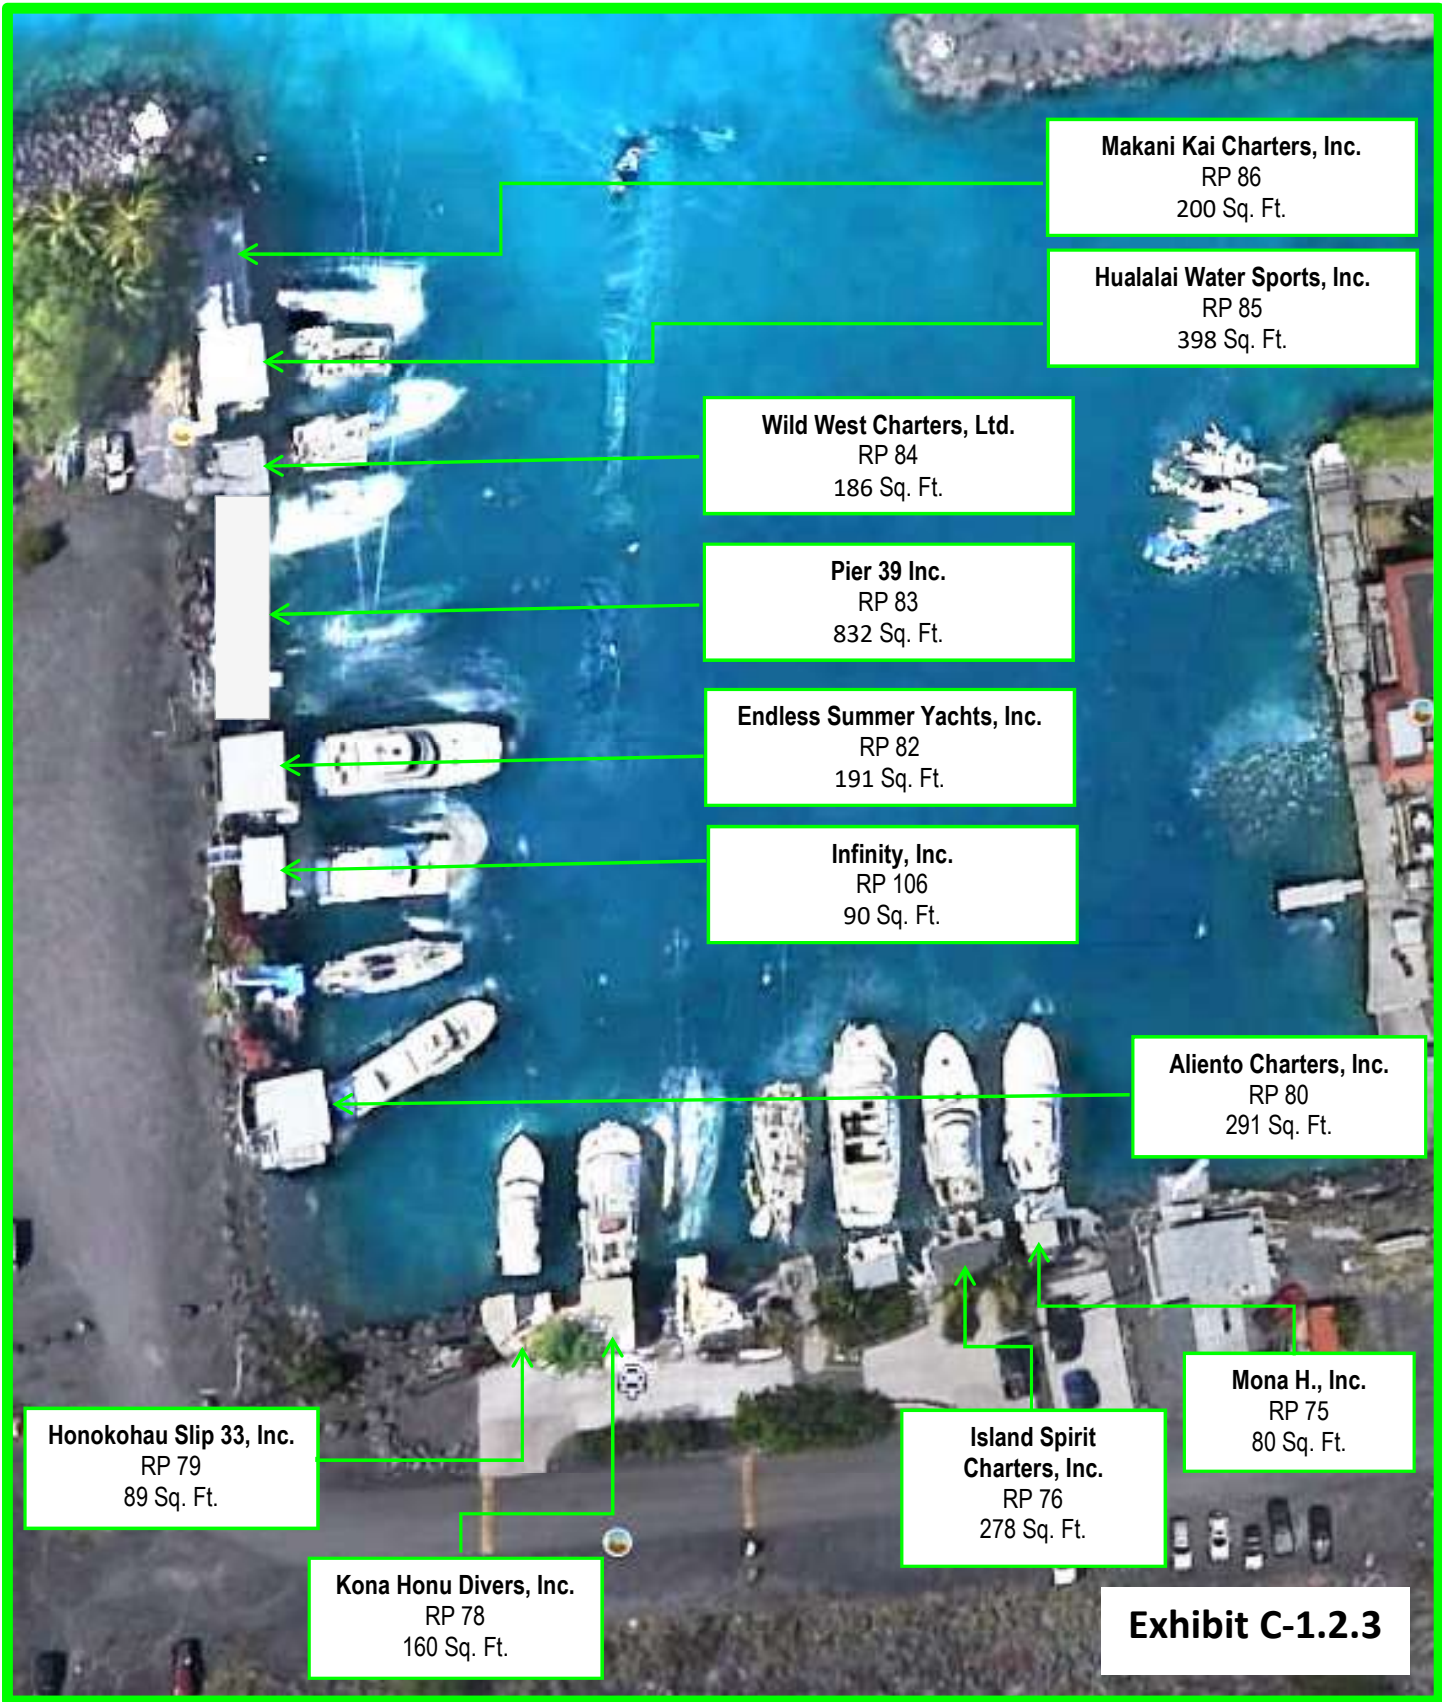 Makani Kai Charters, Inc.
RP 86
200 Sq. Ft.
Hualalai Water Sports, Inc.
RP 85
398 Sq. Ft.
Wild West Charters, Ltd.
RP 84
186 Sq. Ft.
Pier 39 Inc.
RP 83
832 Sq. Ft.
Endless Summer Yachts, Inc.
RP 82
191 Sq. Ft.
Infinity, Inc.
RP 106
90 Sq. Ft.
Aliento Charters, Inc.
RP 80
291 Sq. Ft.
Mona H., Inc.
RP 75
80 Sq. Ft.
Island Spirit
Charters, Inc.
RP 76
278 Sq. Ft.
Honokohau Slip 33, Inc.
RP 79
89 Sq. Ft.
Kona Honu Divers, Inc.
RP 78
160 Sq. Ft.
Exhibit C-1.2.3